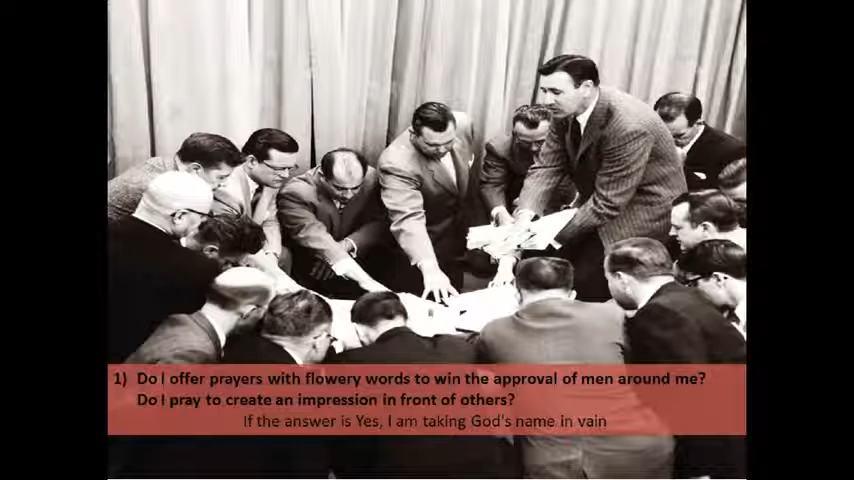 1) Do I offer prayers with flowery words to win the approval of men around me?
Do I pray to create an impression in front of others?
If the answer is Yes, I am taking God's name in vain